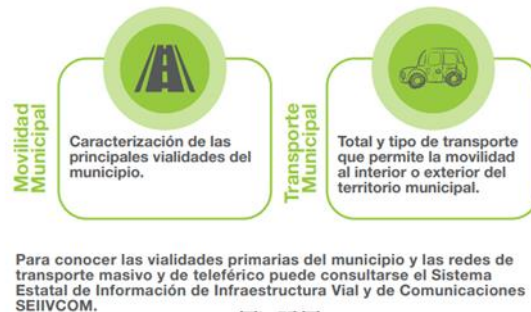 Movilidad
Municipal
Caracterización de las
principales vialidades del
municipio.
Transporte
Municipal
Total y tipo de transporte
que permite la movilidad
al interior o exterior del
territorio municipal.
Para conocer las vialidades primarias del municipio y las redes de
transporte masivo y de teleférico puede consultarse el Sistema
Estatal de Información de Infraestructura Vial y de Comunicaciones
SEIIVCOM.